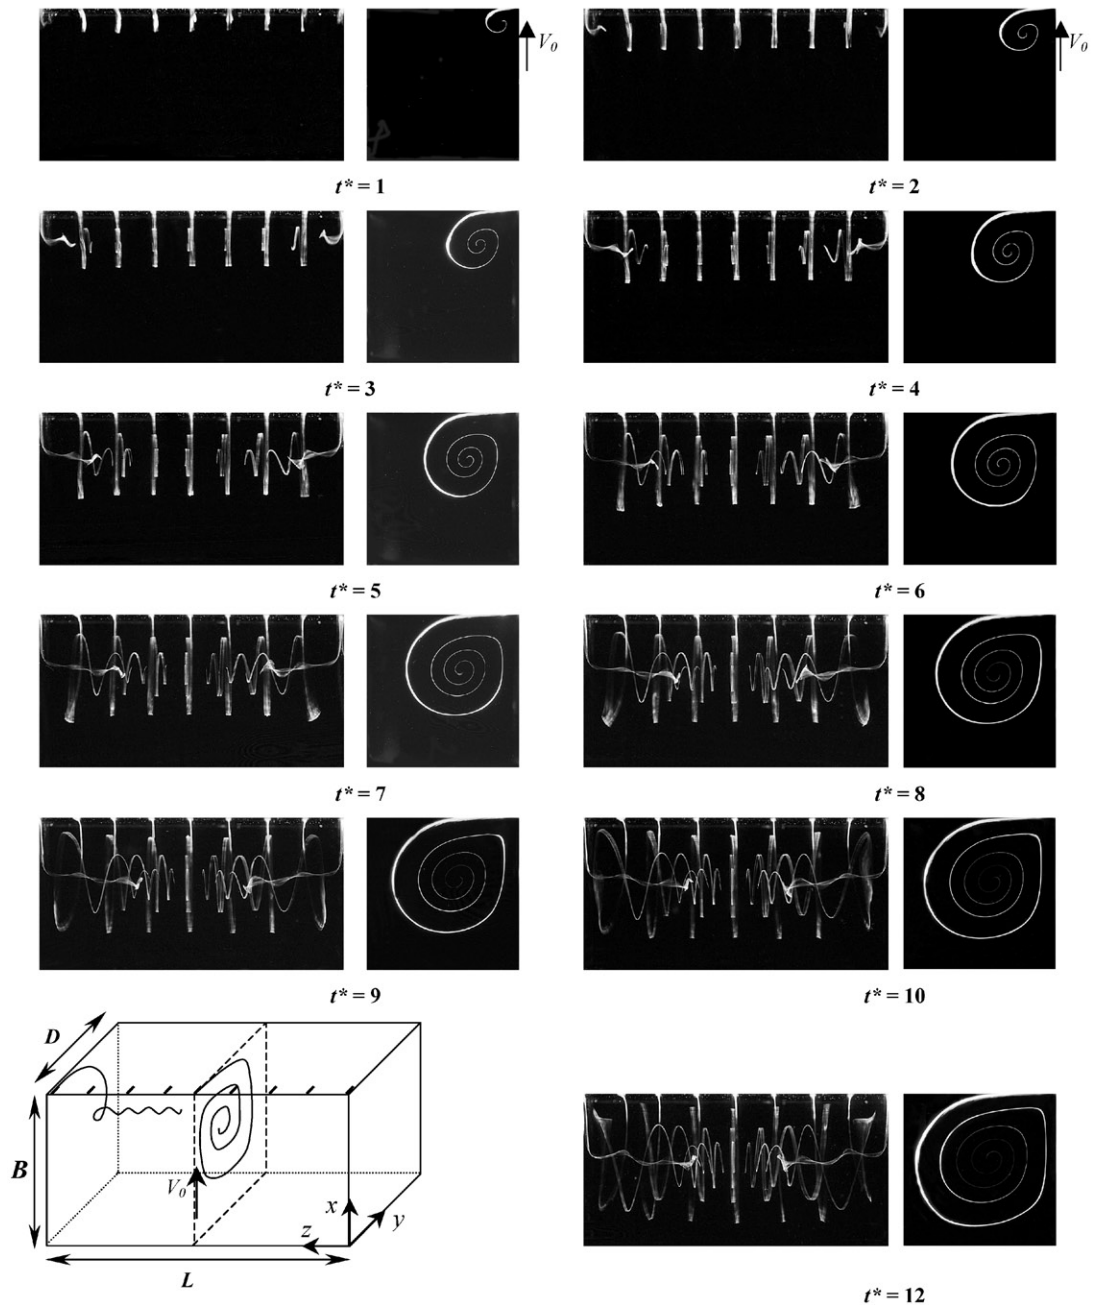 V₀ V₀
t* = 1 t* = 2
t* = 3 t* = 4
t* = 5 t* = 6
t* = 7 t* = 8
t* = 9 t* = 10
D
B
V₀
x
y
z
L
t* = 12